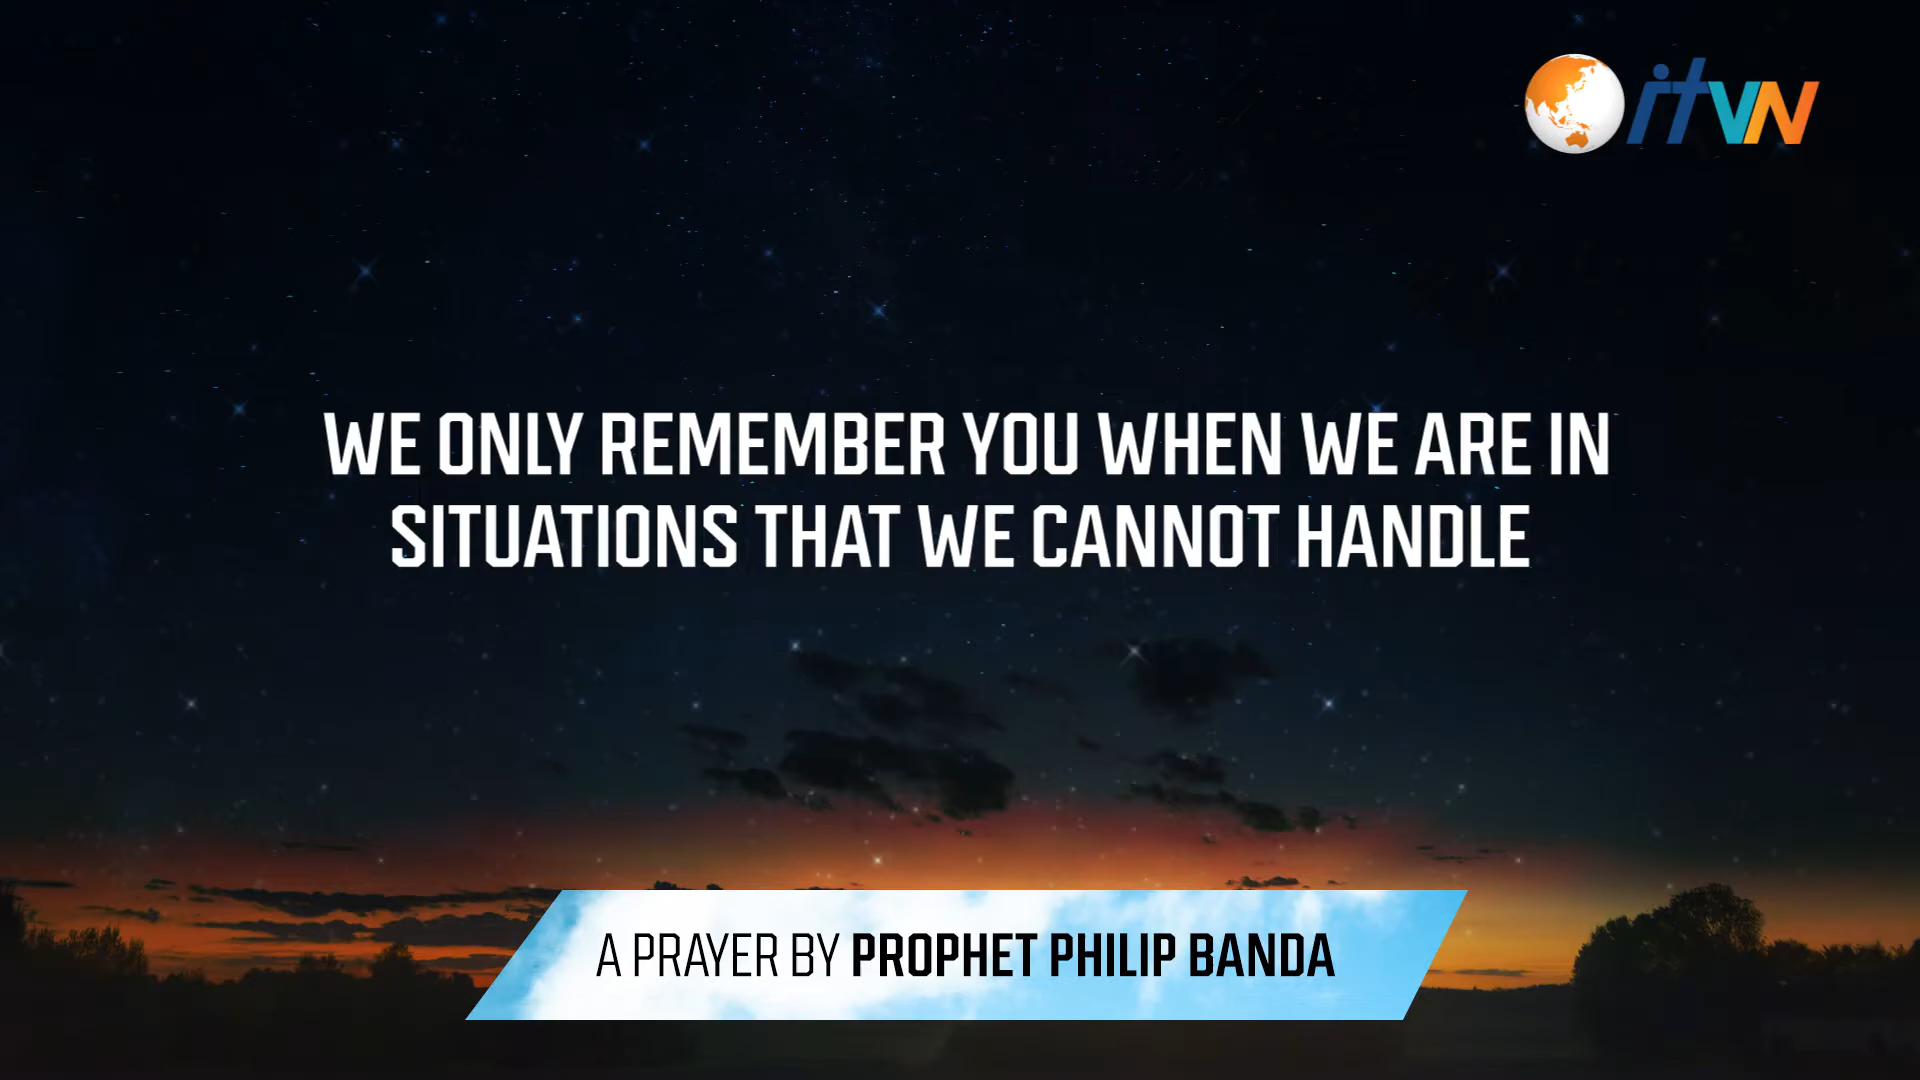 itVN
WE ONLY REMEMBER YOU WHEN WE ARE IN
SITUATIONS THAT WE CANNOT HANDLE
A PRAYER BY PROPHET PHILIP BANDA